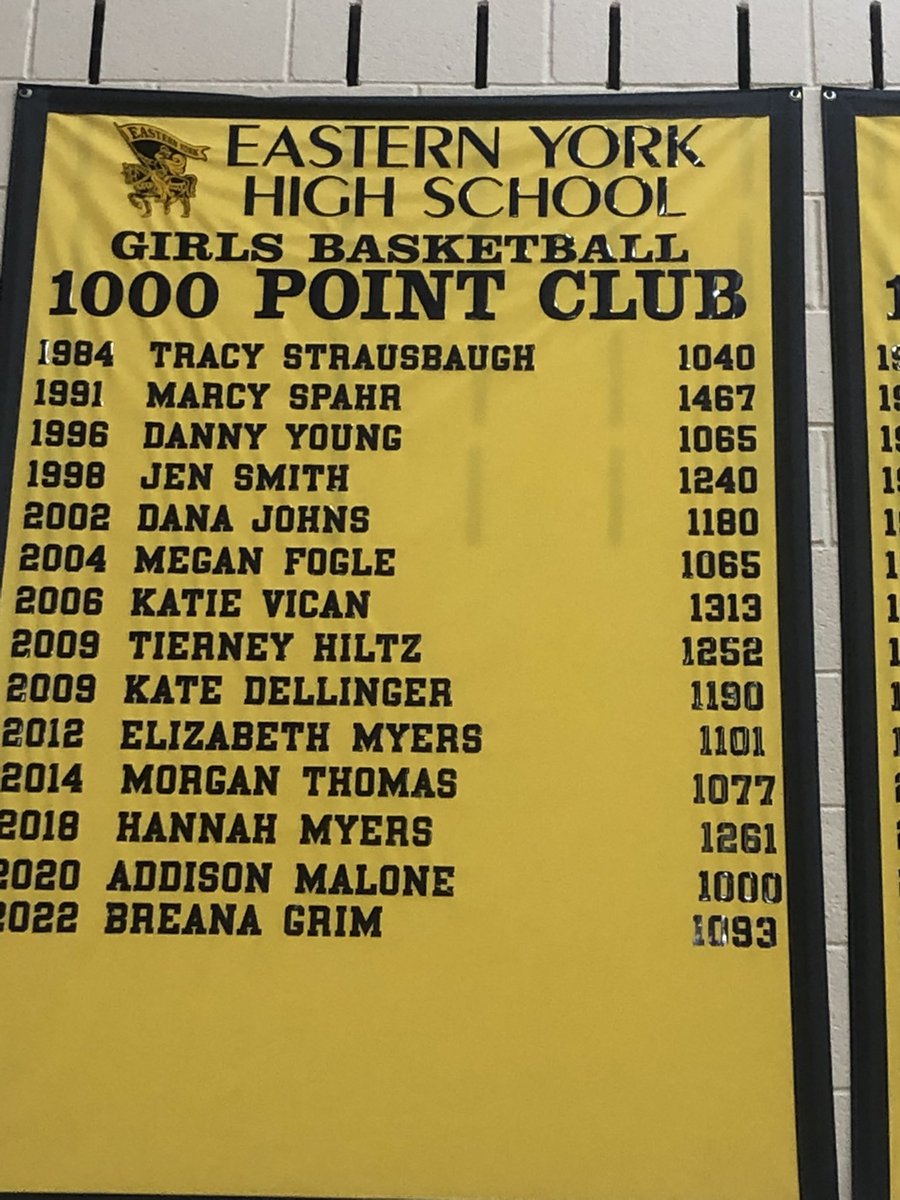 EASTERN YORK
EASTERN YORK
HIGH SCHOOL
GIRLS BASKETBALL
1000 POINT CLUB
1984 TRACY STRAUSBAUGH 1040
1991 MARCY SPAHR 1467
1996 DANNY YOUNG 1065
1998 JEN SMITH 1240
2002 DANA JOHNS 1180
2004 MEGAN FOGLE 1065
2006 KATIE VICAN 1313
2009 TIERNEY HILTZ 1252
2009 KATE DELLINGER 1190
2012 ELIZABETH MYERS 1101
2014 MORGAN THOMAS 1077
2018 HANNAH MYERS 1261
2020 ADDISON MALONE 1000
2022 BREANA GRIM 1093